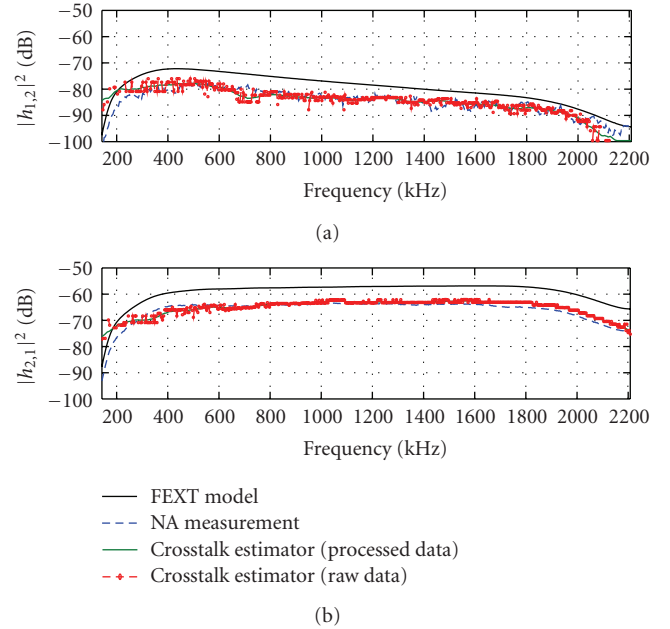 −50
−60
−70
−80
−90
−100
|h1,2|² (dB)
200 400 600 800 1000 1200 1400 1600 1800 2000 2200
Frequency (kHz)
(a)
−50
−60
−70
−80
−90
−100
|h2,1|² (dB)
200 400 600 800 1000 1200 1400 1600 1800 2000 2200
Frequency (kHz)
FEXT model
NA measurement
Crosstalk estimator (processed data)
Crosstalk estimator (raw data)
(b)